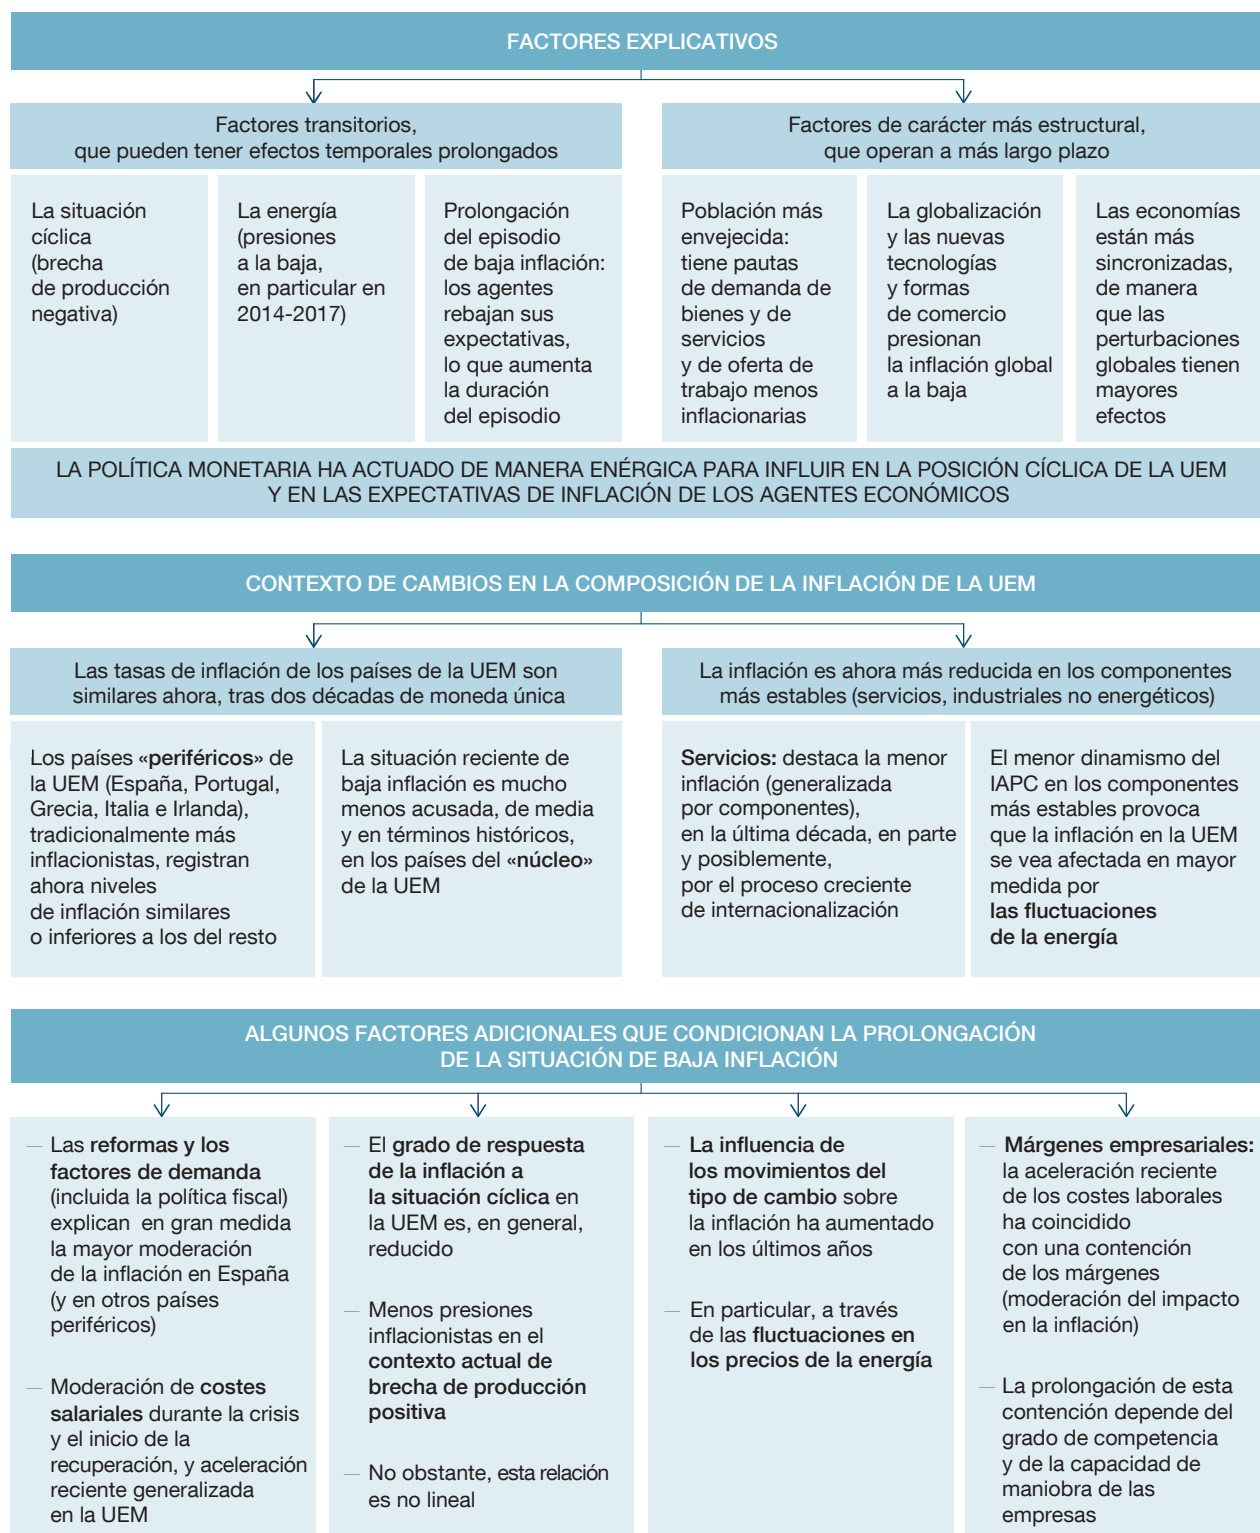 FACTORES EXPLICATIVOS
Factores transitorios,
que pueden tener efectos temporales prolongados
La situación
cíclica
(brecha
de producción
negativa)
La energía
(presiones
a la baja,
en particular en
2014-2017)
Prolongación
del episodio
de baja inflación:
los agentes
rebajan sus
expectativas,
lo que aumenta
la duración
del episodio
Factores de carácter más estructural,
que operan a más largo plazo
Población más
envejecida:
tiene pautas
de demanda de
bienes y de
servicios
y de oferta de
trabajo menos
inflacionarias
La globalización
y las nuevas
tecnologías
y formas
de comercio
presionan
la inflación global
a la baja
Las economías
están más
sincronizadas,
de manera
que las
perturbaciones
globales tienen
mayores
efectos
LA POLÍTICA MONETARIA HA ACTUADO DE MANERA ENÉRGICA PARA INFLUIR EN LA POSICIÓN CÍCLICA DE LA UEM
Y EN LAS EXPECTATIVAS DE INFLACIÓN DE LOS AGENTES ECONÓMICOS
CONTEXTO DE CAMBIOS EN LA COMPOSICIÓN DE LA INFLACIÓN DE LA UEM
Las tasas de inflación de los países de la UEM son
similares ahora, tras dos décadas de moneda única
Los países «periféricos» de
la UEM (España, Portugal,
Grecia, Italia e Irlanda),
tradicionalmente más
inflacionistas, registran
ahora niveles
de inflación similares
o inferiores a los del resto
La situación reciente de
baja inflación es mucho
menos acusada, de media
y en términos históricos,
en los países del «núcleo»
de la UEM
La inflación es ahora más reducida en los componentes
más estables (servicios, industriales no energéticos)
Servicios: destaca la menor
inflación (generalizada
por componentes),
en la última década, en parte
y posiblemente,
por el proceso creciente
de internacionalización
El menor dinamismo del
IAPC en los componentes
más estables provoca
que la inflación en la UEM
se vea afectada en mayor
medida por
las fluctuaciones
de la energía
ALGUNOS FACTORES ADICIONALES QUE CONDICIONAN LA PROLONGACIÓN
DE LA SITUACIÓN DE BAJA INFLACIÓN
— Las reformas y los
factores de demanda
(incluida la política fiscal)
explican en gran medida
la mayor moderación
de la inflación en España
(y en otros países
periféricos)
— Moderación de costes
salariales durante la crisis
y el inicio de la
recuperación, y aceleración
reciente generalizada
en la UEM
— El grado de respuesta
de la inflación a
la situación cíclica en
la UEM es, en general,
reducido
— Menos presiones
inflacionistas en el
contexto actual de
brecha de producción
positiva
— No obstante, esta relación
es no lineal
— La influencia de
los movimientos del
tipo de cambio sobre
la inflación ha aumentado
en los últimos años
— En particular, a través
de las fluctuaciones en
los precios de la energía
— Márgenes empresariales:
la aceleración reciente
de los costes laborales
ha coincidido
con una contención
de los márgenes
(moderación del impacto
en la inflación)
— La prolongación de esta
contención depende del
grado de competencia
y de la capacidad de
maniobra de las
empresas